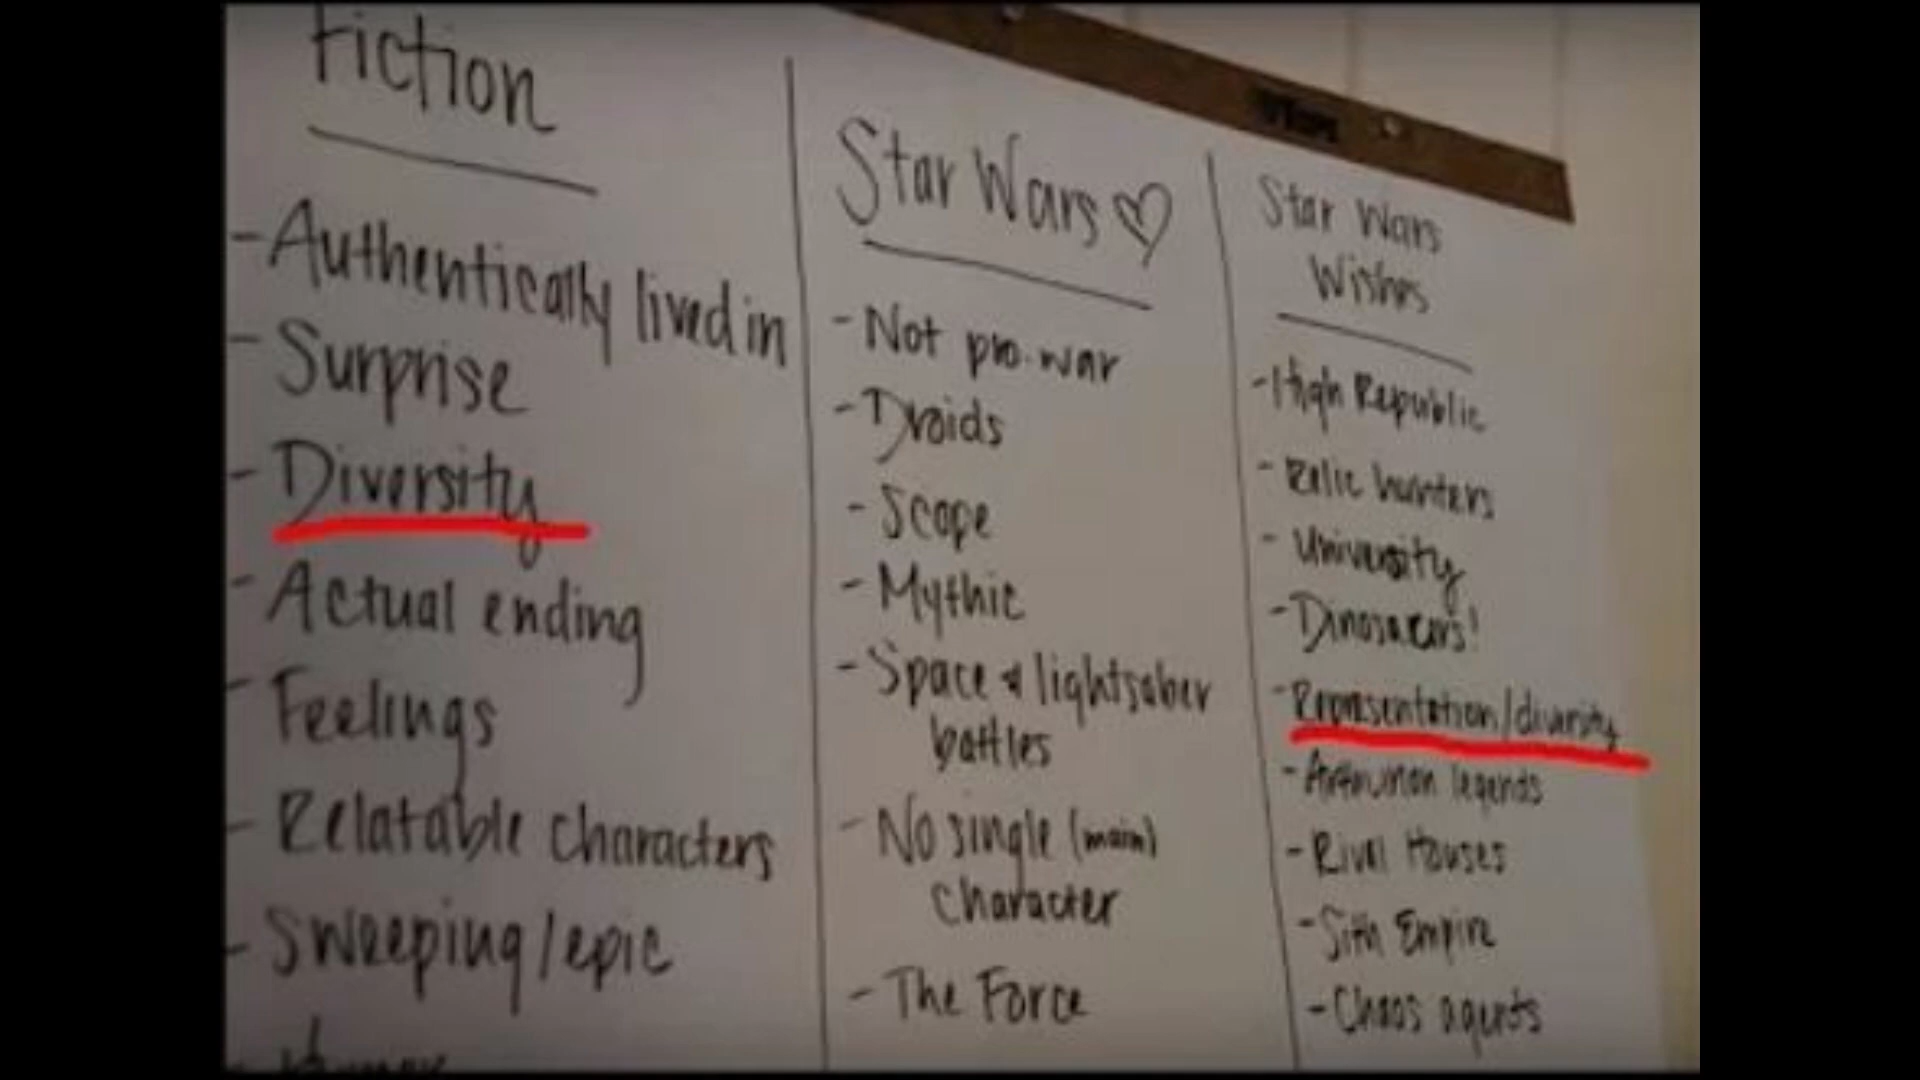 Fiction
- Authentically lived in
- Surprise
- Diversity
- Actual ending
- Feelings
- Relatable characters
- Sweeping/epic
Star Wars ♡
- Not pro-war
- Droids
- Scope
- Mythic
- Space & lightsaber
battles
- No single (main)
character
- The Force
Star Wars
Wishes
- High Republic
- Relic hunters
- University
- Dinosaurs!
- Representation/diversity
- Arthurian legends
- Rival Houses
- Sith Empire
- Chaos agents